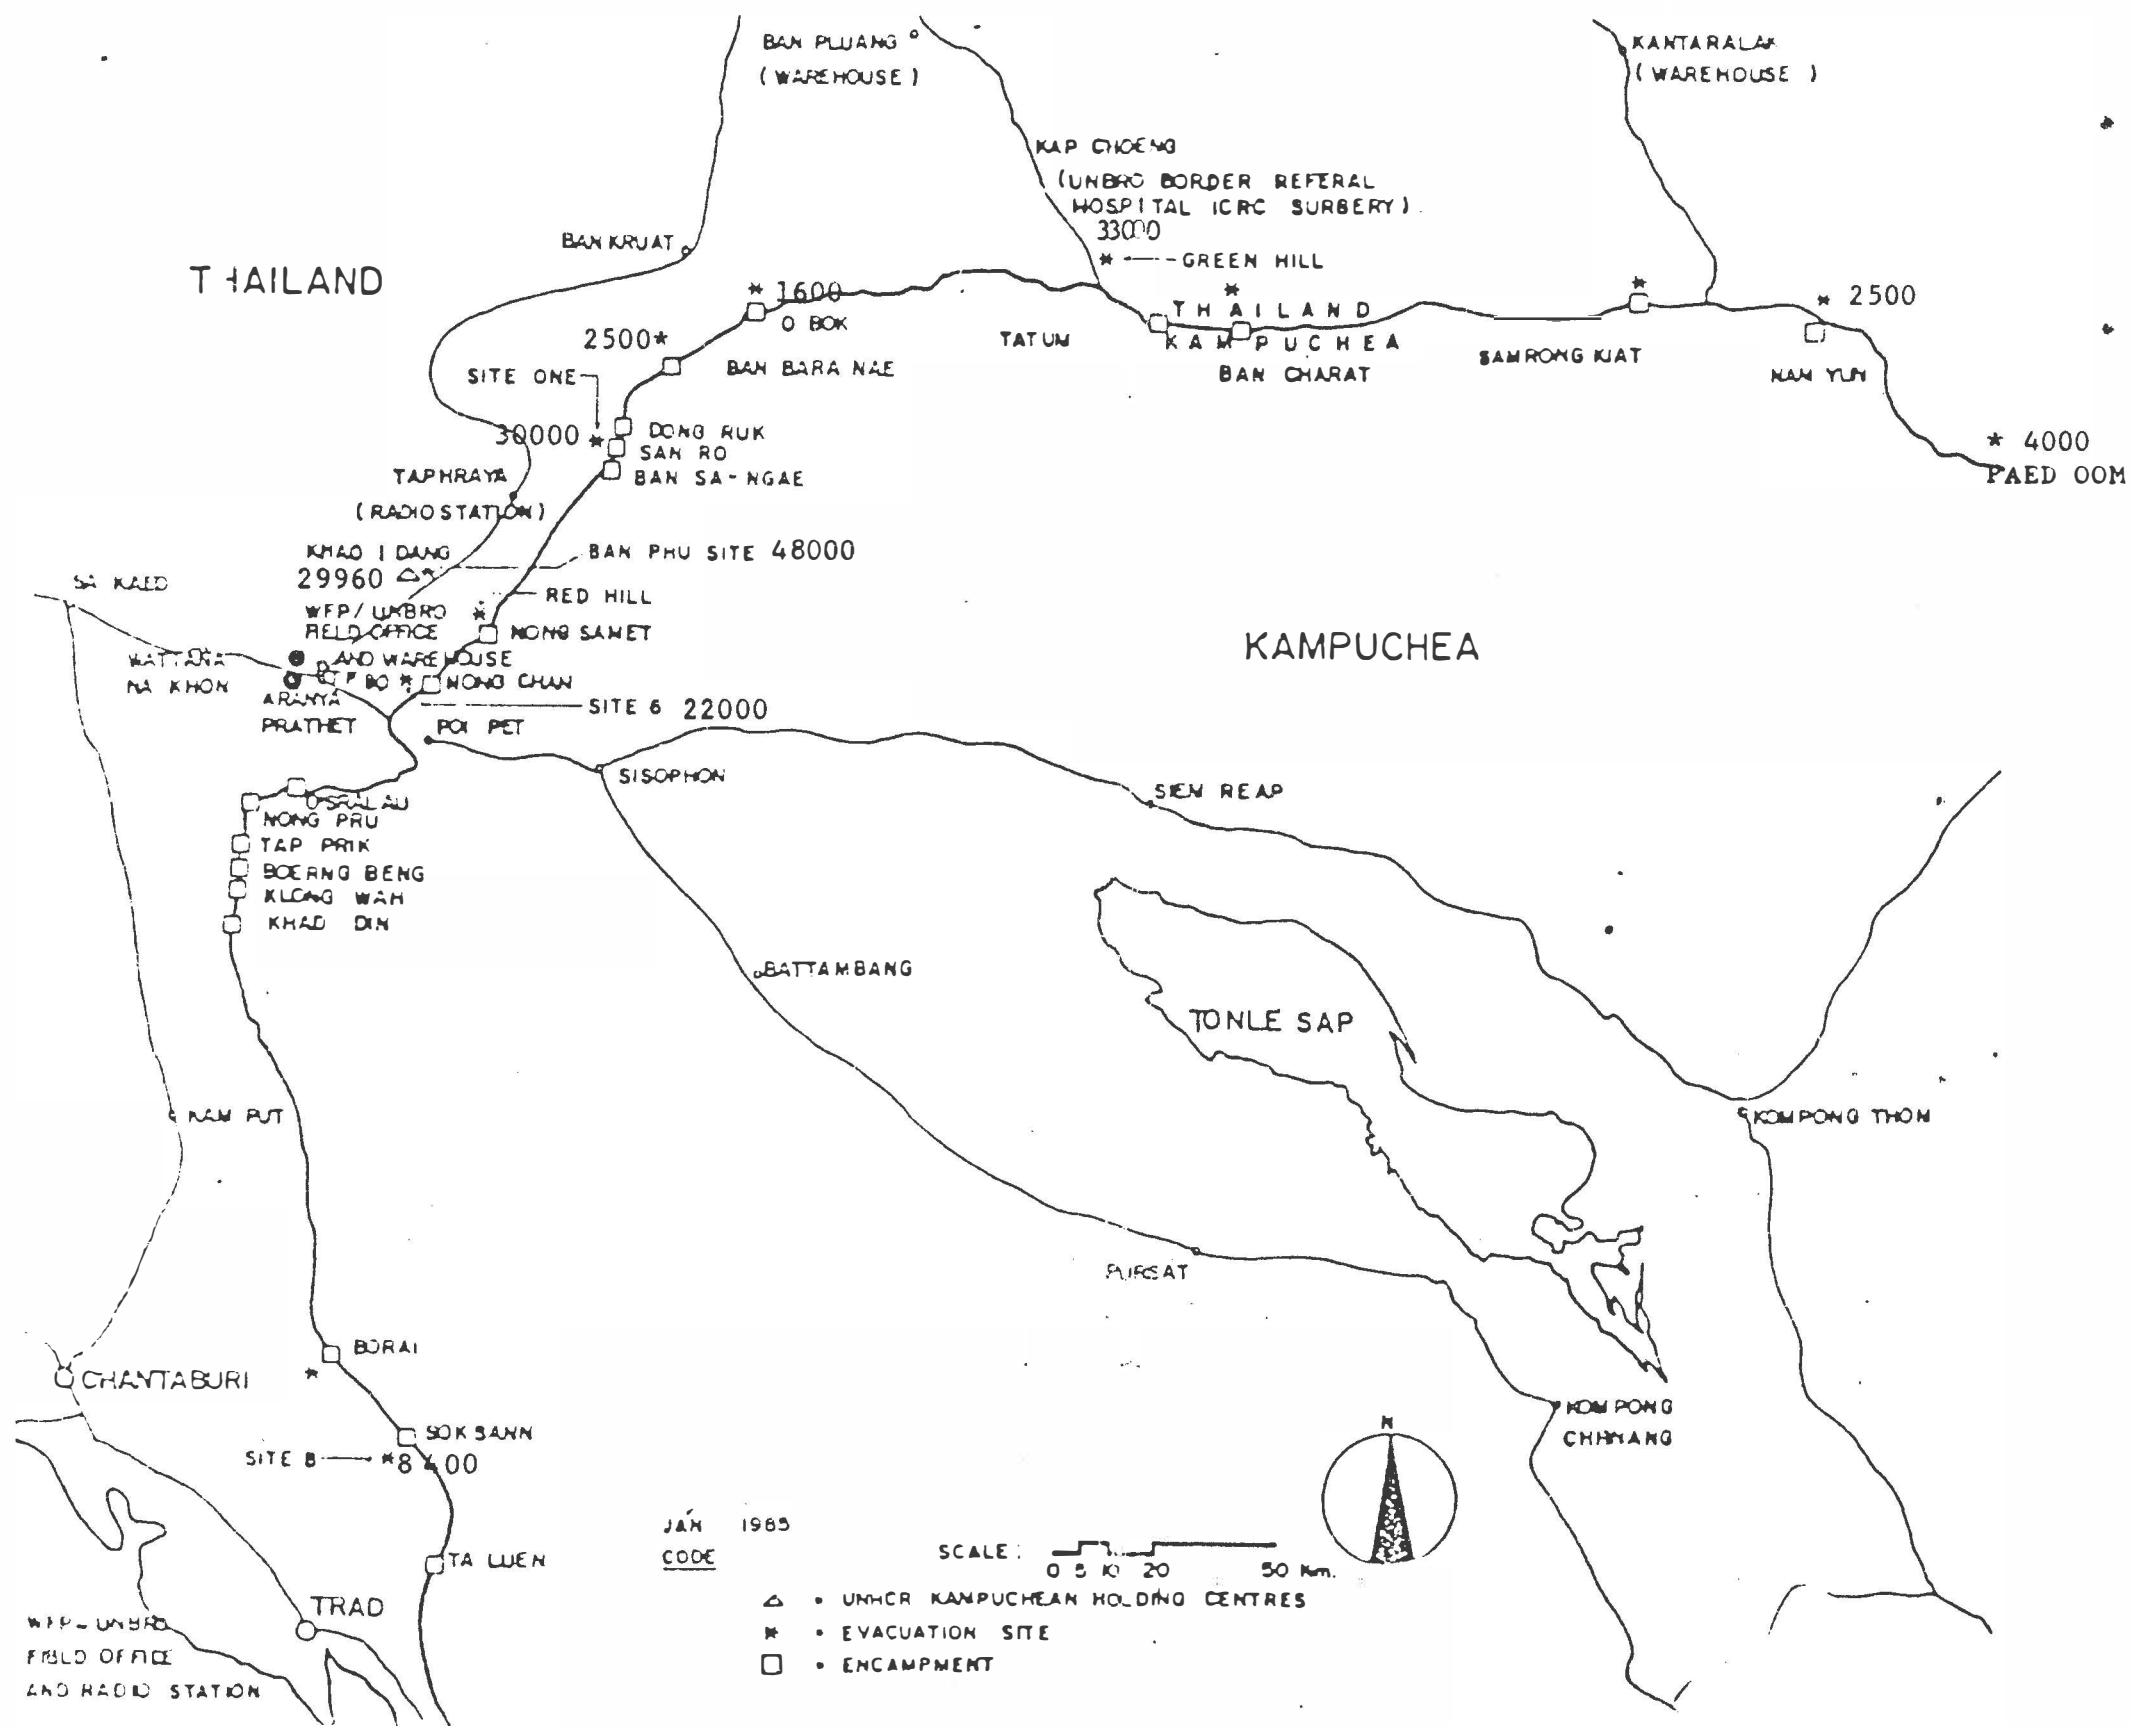 BAN PLUANG
(WAREHOUSE)
KANTARALAK
(WAREHOUSE)
KAP CHOENG
(UNBRO BORDER REFERAL
HOSPITAL ICRC SURBERY)
33000
GREEN HILL
BAN KRUAT
THAILAND
1600
O BOK
THAILAND
KAMPUCHEA
BAN CHARAT
TATUM
SAMRONG KIAT
2500
NAM YUN
2500
BAN BARA NAE
SITE ONE
30000
DONG RUK
SAN RO
BAN SA-NGAE
4000
PAED OOM
TAPHRAYA
(RADIO STATION)
KHAO I DANG
29960
BAN PHU SITE 48000
SA KAEO
RED HILL
WFP/UNBRO
FIELD OFFICE
AND WAREHOUSE
NONG SAMET
KAMPUCHEA
WATTANA
NA KHON
NONG CHAN
ARANYA
PRATHET
SITE 6 22000
POI PET
SISOPHON
SIEM REAP
O SRALAU
NONG PRU
TAP PRIK
BOERNG BENG
KLONG WAH
KHAO DIN
BATTAMBANG
TONLE SAP
KAM PUT
KOMPONG THOM
PURSAT
BORAI
CHANTABURI
KOMPONG
CHHNANG
SOK SANN
SITE 8
8400
N
JAN 1985
CODE
SCALE:
0 5 10 20 50 Km.
TA LUEN
TRAD
UNHCR KAMPUCHEAN HOLDING CENTRES
EVACUATION SITE
ENCAMPMENT
WFP-UNBRO
FIELD OFFICE
AND RADIO STATION